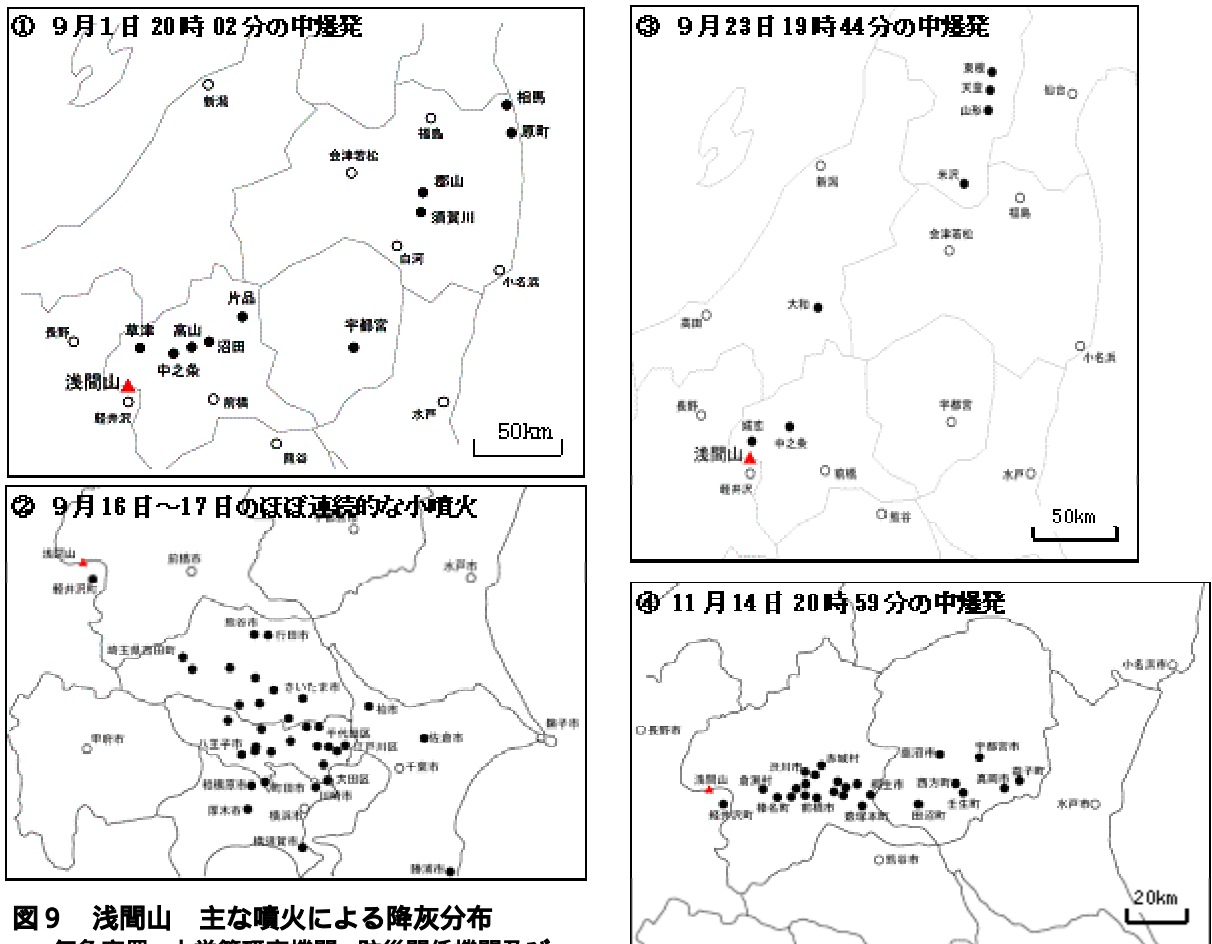 ① 9月1日 20時02分の中爆発
新潟
相馬
福島
原町
会津若松
郡山
須賀川
白河
小名浜
片品
長野
草津
高山
沼田
宇都宮
中之条
浅間山
軽井沢
前橋
水戸
熊谷
50km
② 9月16日～17日のほぼ連続的な小噴火
浅間山
前橋市
水戸市
軽井沢町
熊谷市
行田市
さいたま市
柏市
銚子市
千代田区
甲府市
八王子市
江戸川区
佐倉市
千葉市
大田区
相模原市
町田市
川崎市
厚木市
横浜市
横須賀市
勝浦市
③ 9月23日19時44分の中爆発
東根
天童
仙台
山形
新潟
米沢
福島
会津若松
大和
高田
小名浜
長野
宇都宮
嬬恋
中之条
浅間山
前橋
水戸
軽井沢
熊谷
50km
④ 11月14日20時59分の中爆発
小名浜市
長野市
赤城村
渋川市
鹿沼市
宇都宮市
浅間山
倉渕村
桐生市
西方町
真岡市
益子町
軽井沢町
榛名町
前橋市
藪塚本町
田沼町
壬生町
水戸市
熊谷市
20km
図9 浅間山 主な噴火による降灰分布